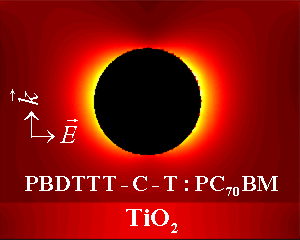 k⃗
E⃗
PBDTTT - C - T : PC₇₀BM
TiO₂